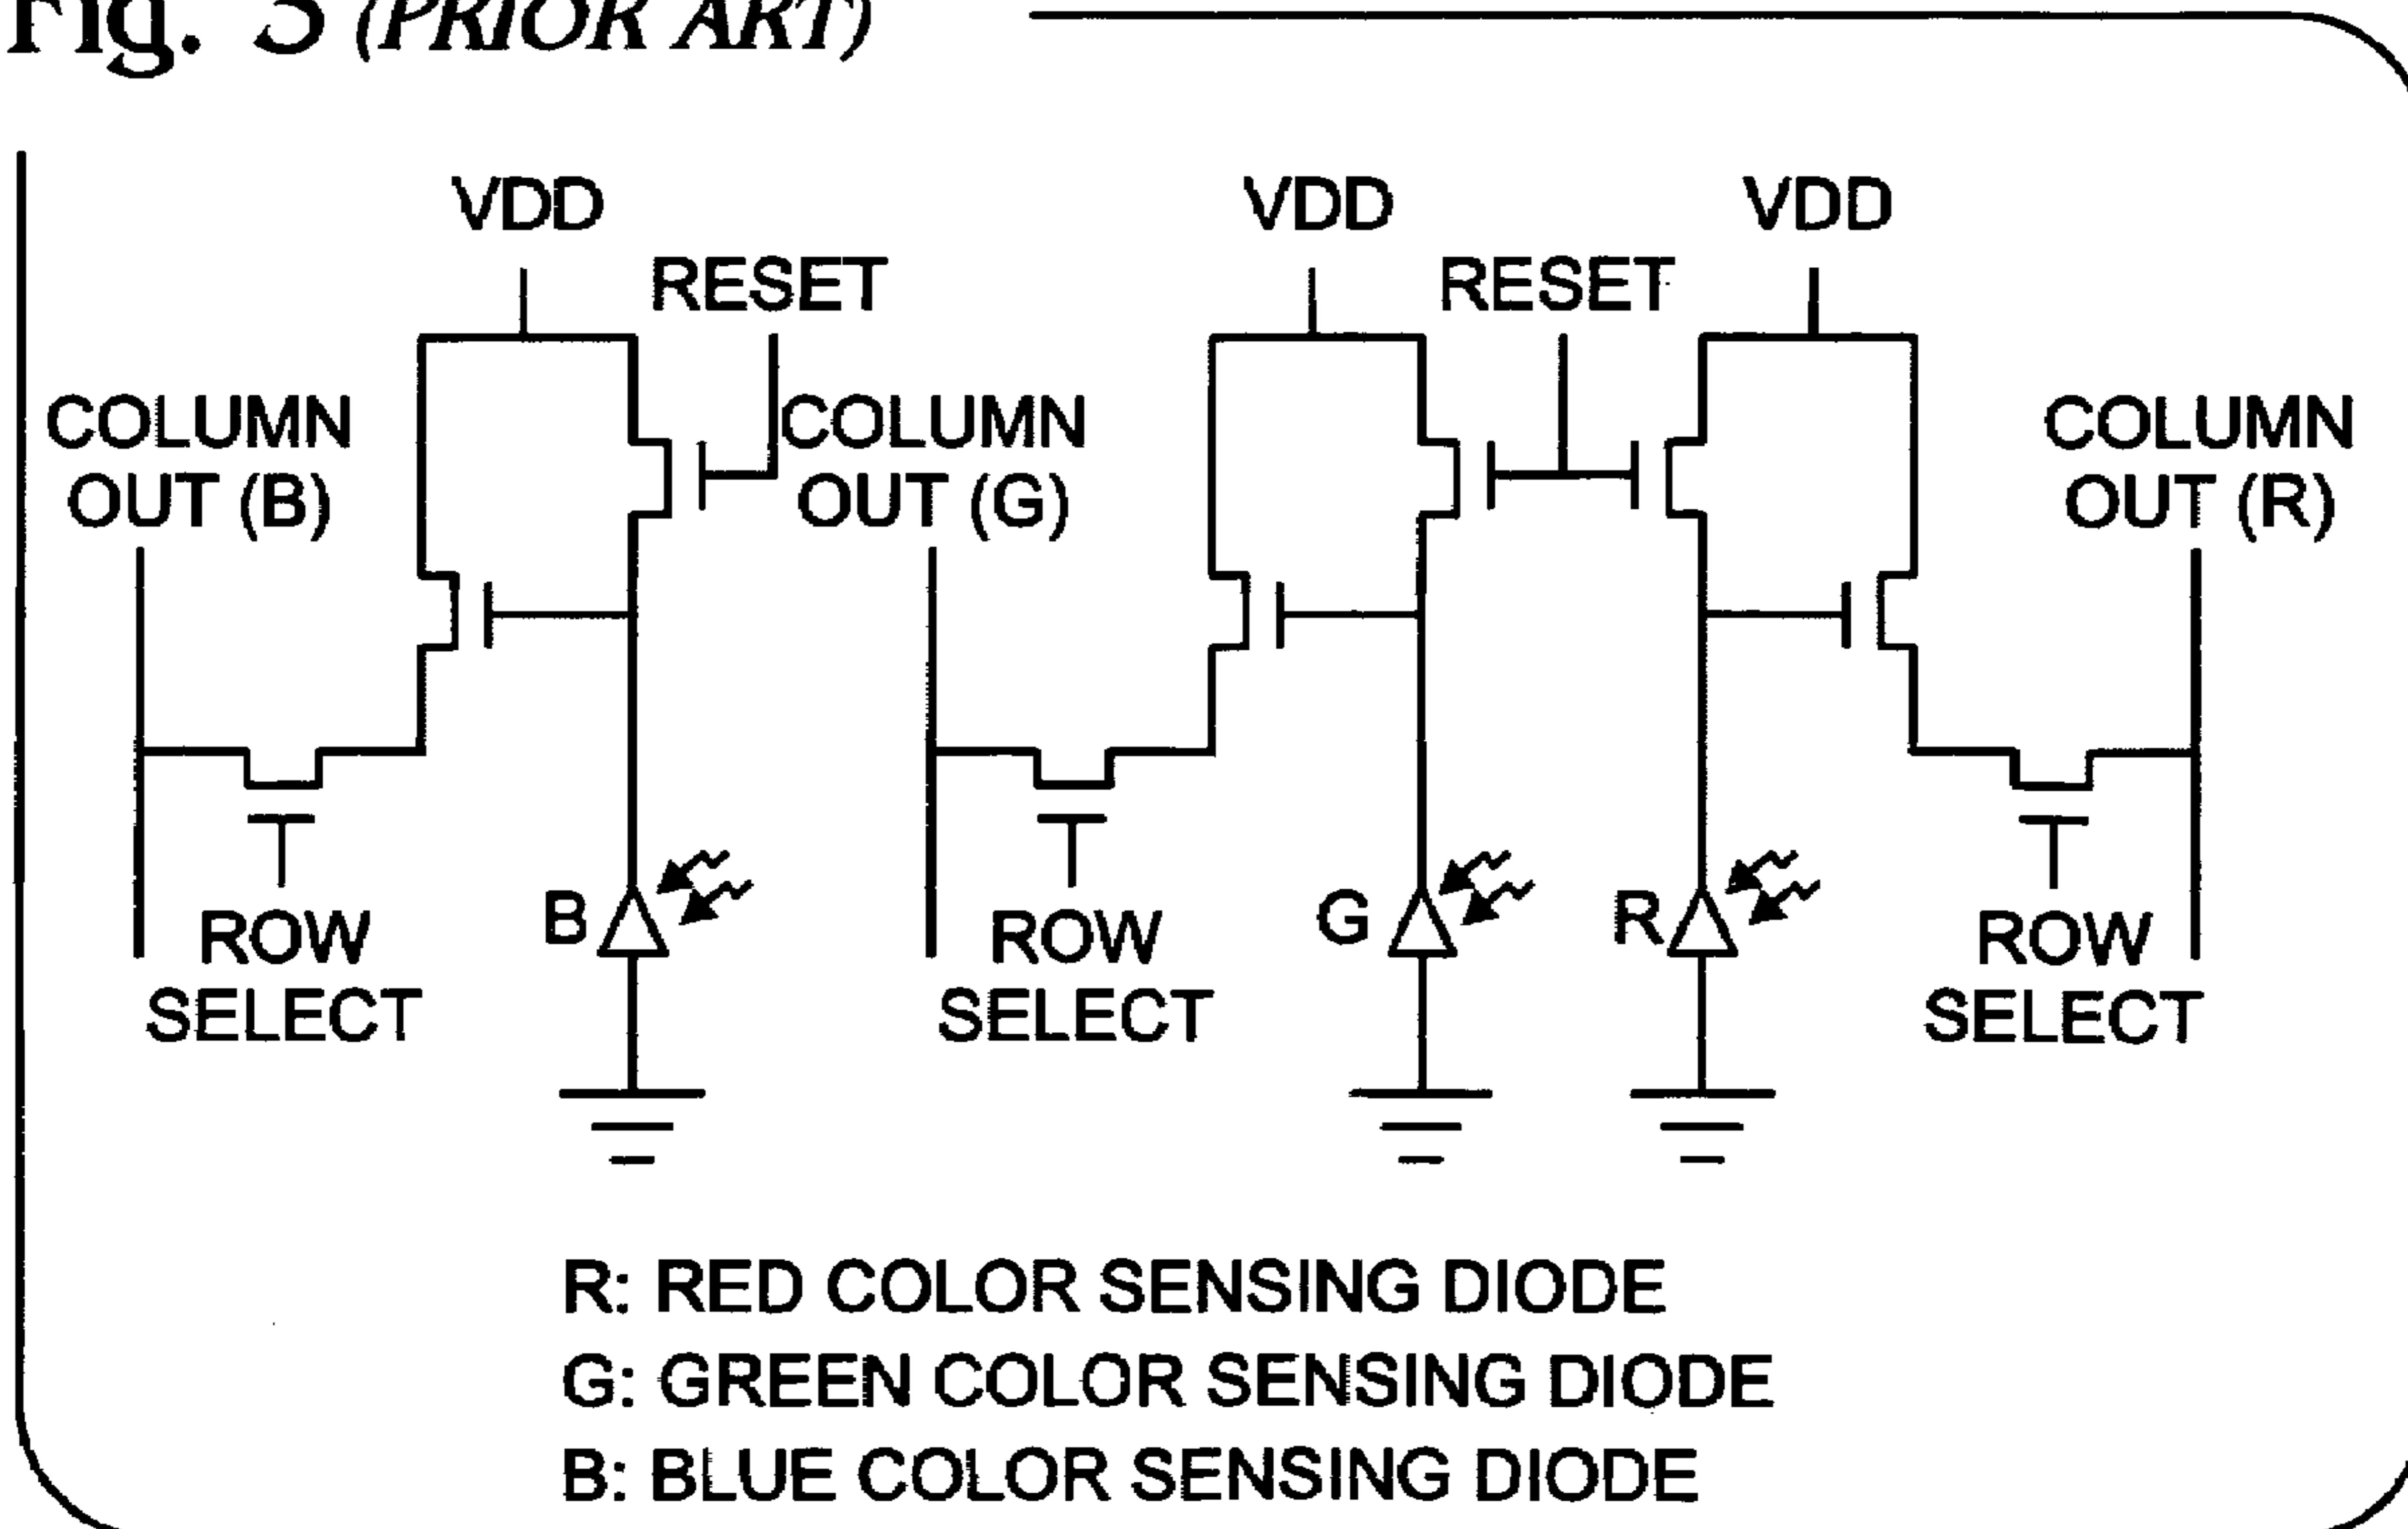 Fig. 3 (PRIOR ART)
VDD
VDD
VDD
RESET
RESET
COLUMN
OUT (B)
COLUMN
OUT (G)
COLUMN
OUT (R)
B
G
R
ROW
SELECT
ROW
SELECT
ROW
SELECT
R: RED COLOR SENSING DIODE
G: GREEN COLOR SENSING DIODE
B: BLUE COLOR SENSING DIODE